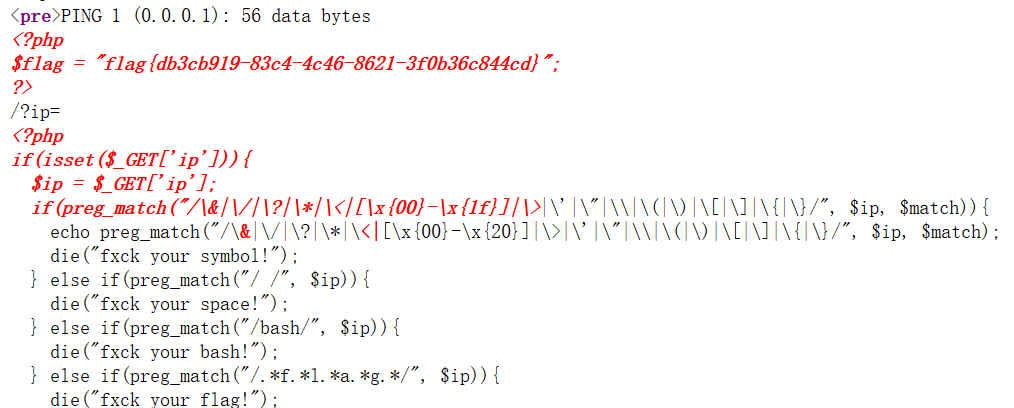 <pre>PING 1 (0.0.0.1): 56 data bytes
<?php
$flag = "flag{db3cb919-83c4-4c46-8621-3f0b36c844cd}";
?>
/?ip=
<?php
if(isset($_GET['ip'])){
  $ip = $_GET['ip'];
  if(preg_match("/\&|\/|\?|\*|\<|[\x{00}-\x{1f}]|\>|\'|\"|\\|\(|\)|\[|\]|\{|\}/", $ip, $match)){
    echo preg_match("/\&|\/|\?|\*|\<|[\x{00}-\x{20}]|\>|\'|\"|\\|\(|\)|\[|\]|\{|\}/", $ip, $match);
    die("fxck your symbol!");
  } else if(preg_match("/ /", $ip)){
    die("fxck your space!");
  } else if(preg_match("/bash/", $ip)){
    die("fxck your bash!");
  } else if(preg_match("/.*f.*l.*a.*g.*/", $ip)){
    die("fxck your flag!");